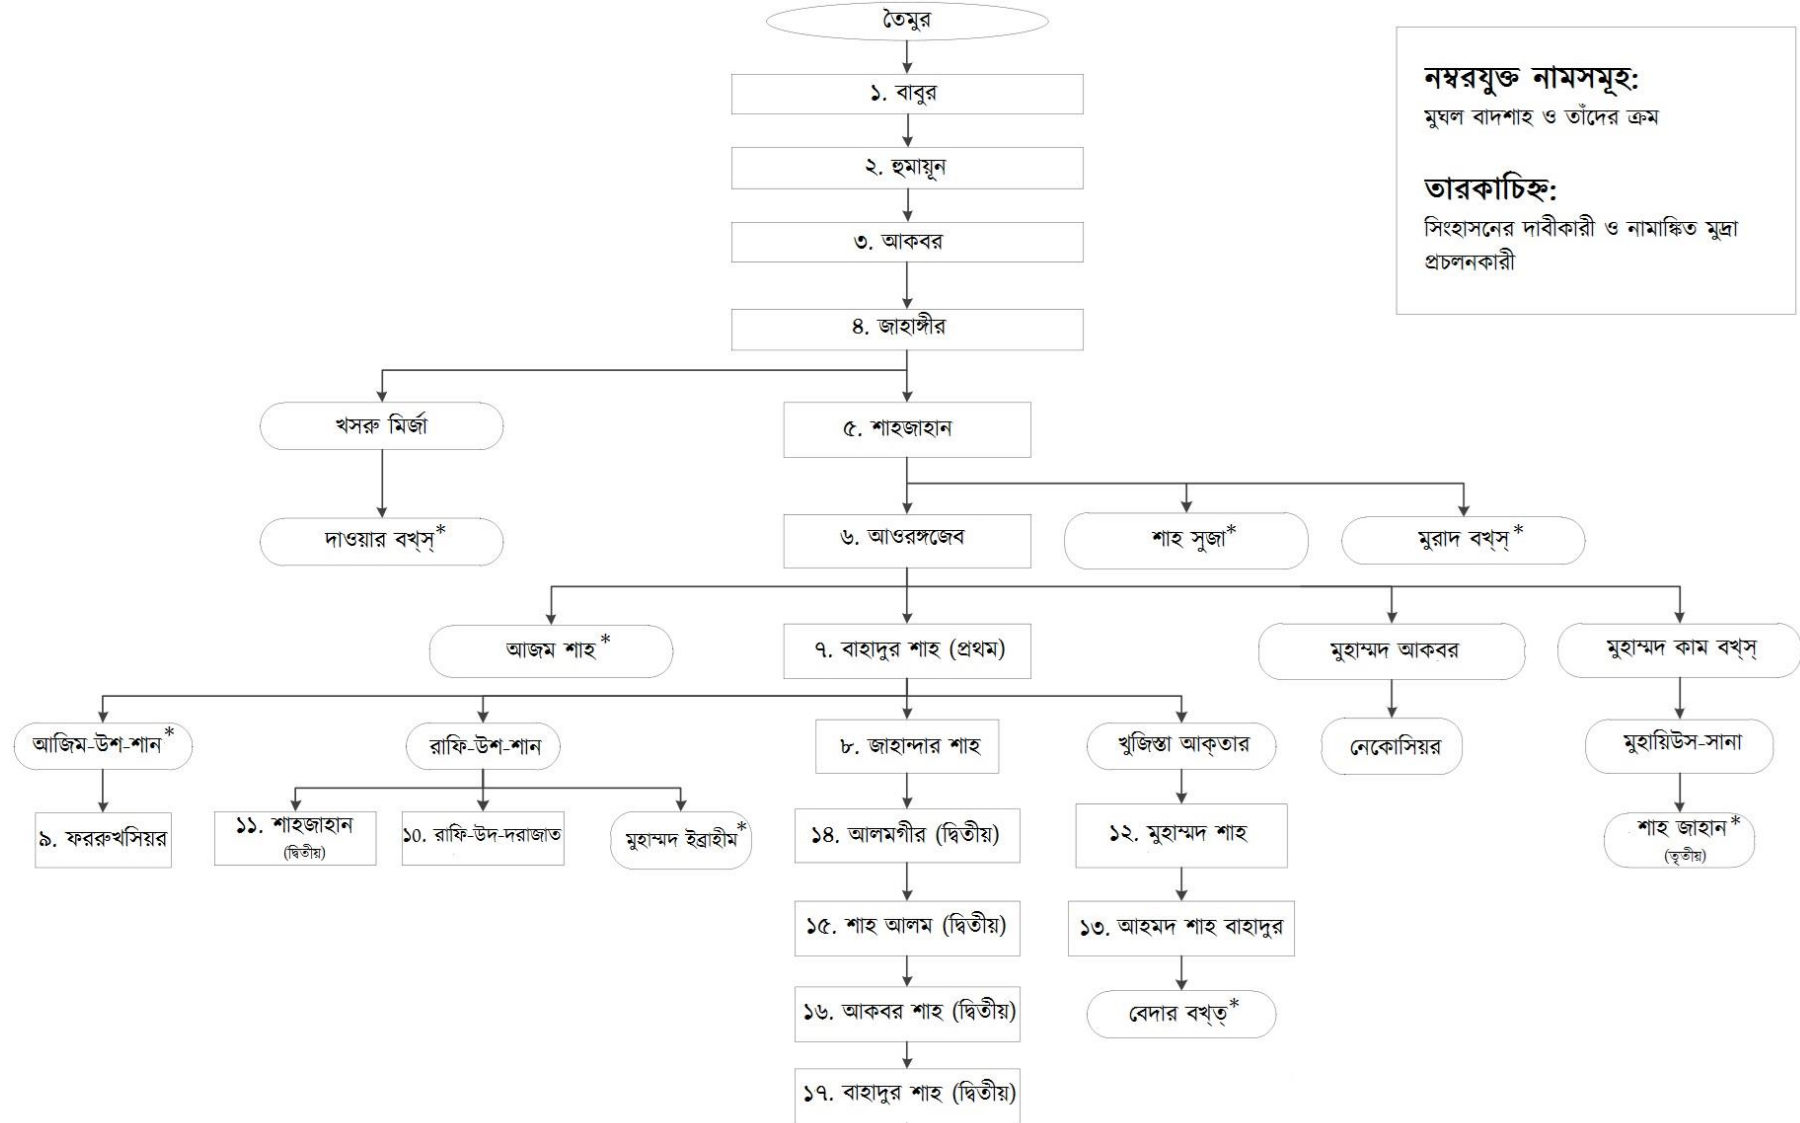 তৈমুর
১. বাবুর
২. হুমায়ূন
৩. আকবর
৪. জাহাঙ্গীর
নম্বরযুক্ত নামসমূহ:
মুঘল বাদশাহ ও তাঁদের ক্রম
তারকাচিহ্ন:
সিংহাসনের দাবীকারী ও নামাঙ্কিত মুদ্রা
প্রচলনকারী
খসরু মির্জা
৫. শাহজাহান
দাওয়ার বখ্স্*
৬. আওরঙ্গজেব
শাহ সুজা*
মুরাদ বখ্স্*
আজম শাহ*
৭. বাহাদুর শাহ (প্রথম)
মুহাম্মদ আকবর
মুহাম্মদ কাম বখ্স্
আজিম-উশ-শান*
রাফি-উশ-শান
৮. জাহান্দার শাহ
খুজিস্তা আক্তার
নেকোসিয়র
মুহায়িউস-সানা
৯. ফররুখসিয়র
১১. শাহজাহান
(দ্বিতীয়)
১০. রাফি-উদ-দরাজাত
মুহাম্মদ ইব্রাহীম*
১৪. আলমগীর (দ্বিতীয়)
১২. মুহাম্মদ শাহ
শাহ জাহান*
(তৃতীয়)
১৫. শাহ আলম (দ্বিতীয়)
১৩. আহমদ শাহ বাহাদুর
১৬. আকবর শাহ (দ্বিতীয়)
বেদার বখ্ত্*
১৭. বাহাদুর শাহ (দ্বিতীয়)